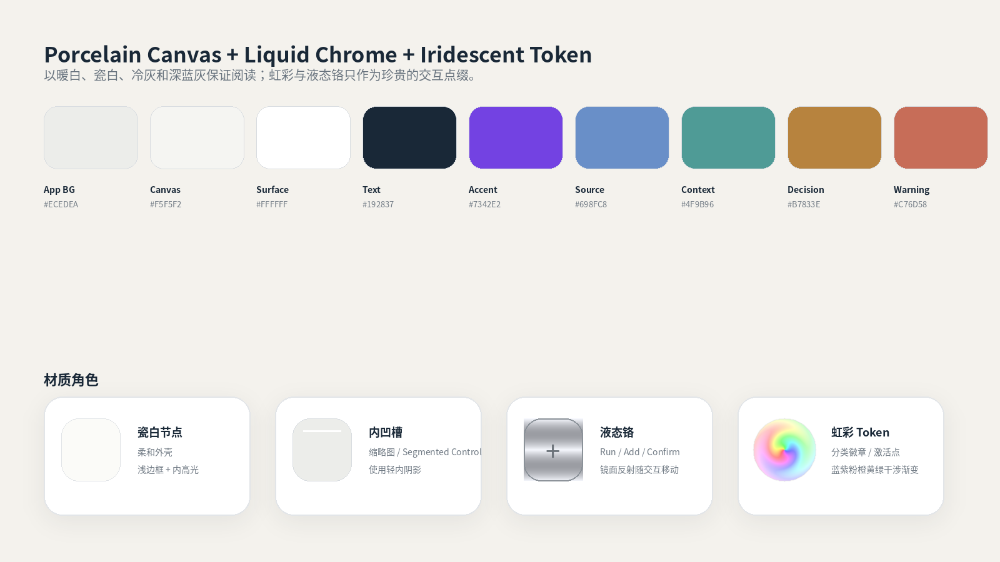 Porcelain Canvas + Liquid Chrome + Iridescent Token
以暖白、瓷白、冷灰和深蓝灰保证阅读；虹彩与液态铬只作为珍贵的交互点缀。
App BG
#ECEDEA
Canvas
#F5F5F2
Surface
#FFFFFF
Text
#192837
Accent
#7342E2
Source
#698FC8
Context
#4F9B96
Decision
#B7833E
Warning
#C76D58
材质角色
瓷白节点
柔和外壳
浅边框 + 内高光
内凹槽
缩略图 / Segmented Control
使用轻内阴影
+
液态铬
Run / Add / Confirm
镜面反射随交互移动
虹彩 Token
分类徽章 / 激活点
蓝紫粉橙黄绿干涉渐变